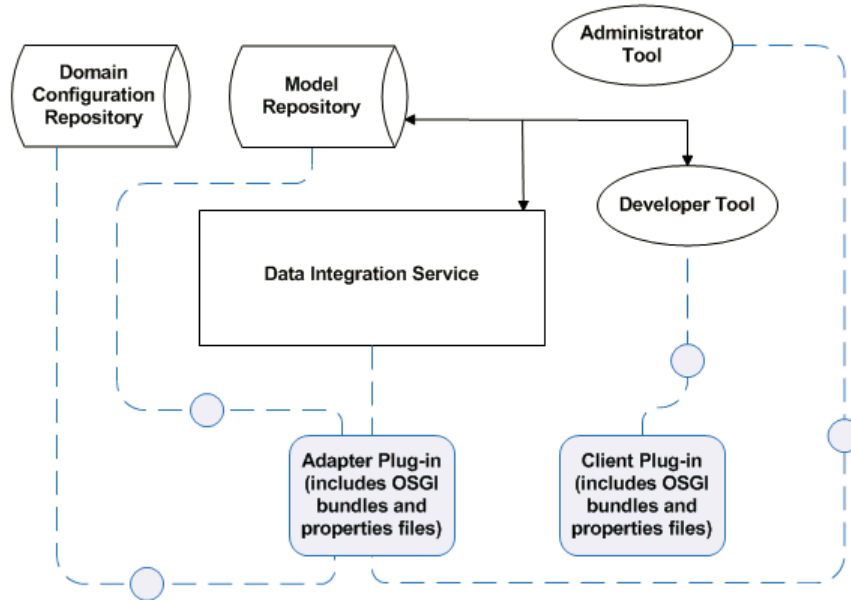 Administrator
Tool
Domain
Configuration
Repository
Model
Repository
Developer Tool
Data Integration Service
Adapter Plug-in
(includes OSGI
bundles and
properties files)
Client Plug-in
(includes OSGI
bundles and
properties files)